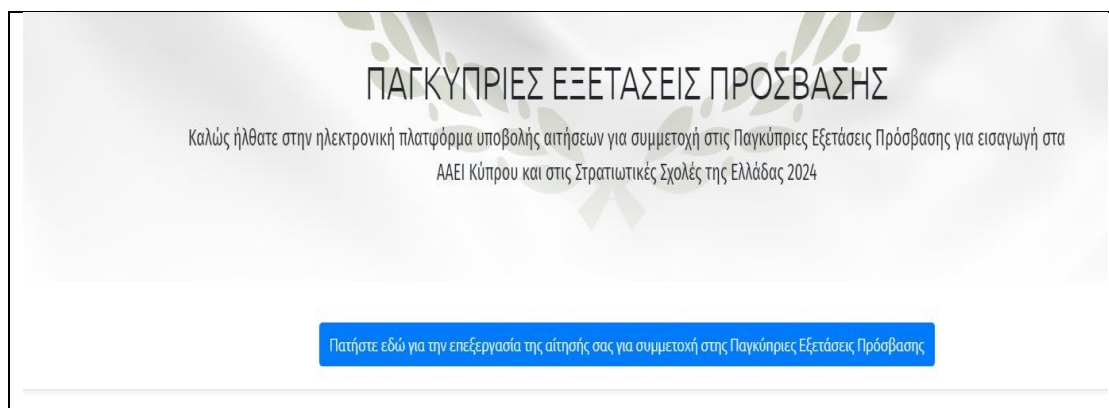 ΠΑΓΚΥΠΡΙΕΣ ΕΞΕΤΑΣΕΙΣ ΠΡΟΣΒΑΣΗΣ
Καλώς ήλθατε στην ηλεκτρονική πλατφόρμα υποβολής αιτήσεων για συμμετοχή στις Παγκύπριες Εξετάσεις Πρόσβασης για εισαγωγή στα
ΑΑΕΙ Κύπρου και στις Στρατιωτικές Σχολές της Ελλάδας 2024
Πατήστε εδώ για την επεξεργασία της αίτησής σας για συμμετοχή στης Παγκύπριες Εξετάσεις Πρόσβασης